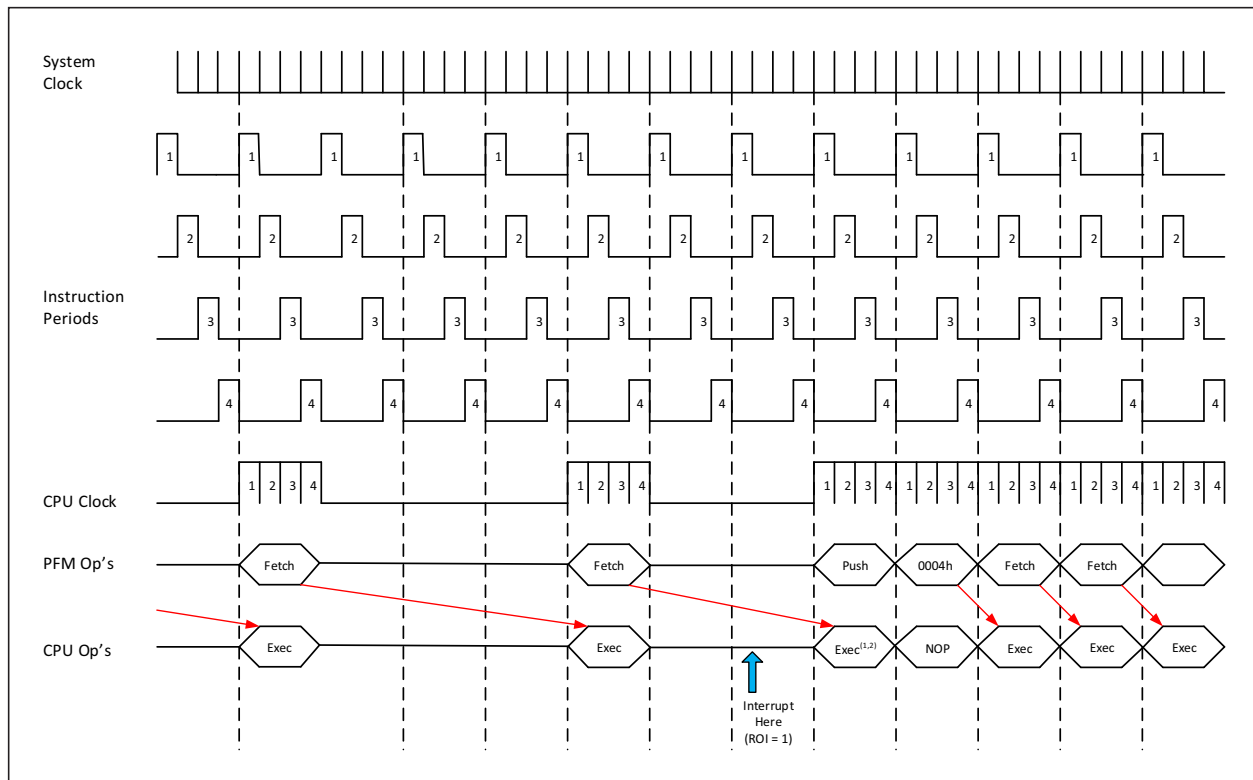 System
Clock
1 1 1 1 1 1 1 1 1 1 1 1 1
2 2 2 2 2 2 2 2 2 2 2 2 2
Instruction
Periods
3 3 3 3 3 3 3 3 3 3 3 3 3
4 4 4 4 4 4 4 4 4 4 4 4 4
CPU Clock
1 2 3 4 1 2 3 4 1 2 3 4 1 2 3 4 1 2 3 4 1 2 3 4 1 2 3 4
PFM Op’s
Fetch Fetch Push 0004h Fetch Fetch
CPU Op’s
Exec Exec Exec(1,2) NOP Exec Exec Exec
Interrupt
Here
(ROI = 1)